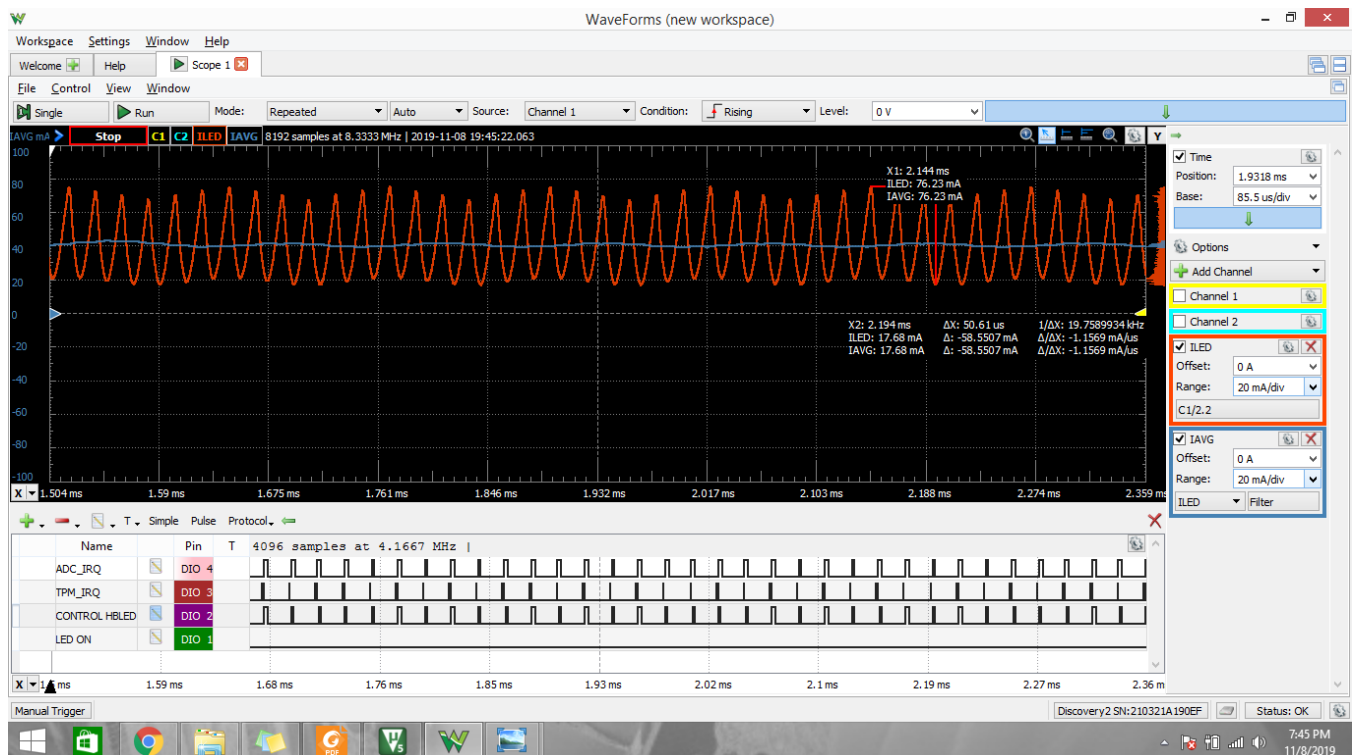 WaveForms (new workspace)
Workspace Settings Window Help
Welcome Help Scope 1
File Control View Window
Single Run Mode: Repeated Auto Source: Channel 1 Condition: Rising Level: 0 V
IAVG mA Stop C1 C2 ILED IAVG 8192 samples at 8.3333 MHz | 2019-11-08 19:45:22.063 Y
100
80
60
40
20
0
-20
-40
-60
-80
-100
X1: 2.144 ms
ILED: 76.23 mA
IAVG: 76.23 mA
X2: 2.194 ms ΔX: 50.61 us 1/ΔX: 19.7589934 kHz
ILED: 17.68 mA Δ: -58.5507 mA Δ/ΔX: -1.1569 mA/us
IAVG: 17.68 mA Δ: -58.5507 mA Δ/ΔX: -1.1569 mA/us
X 1.504 ms 1.59 ms 1.675 ms 1.761 ms 1.846 ms 1.932 ms 2.017 ms 2.103 ms 2.188 ms 2.274 ms 2.359 ms
Time
Position: 1.9318 ms
Base: 85.5 us/div
Options
Add Channel
Channel 1
Channel 2
ILED
Offset: 0 A
Range: 20 mA/div
C1/2.2
IAVG
Offset: 0 A
Range: 20 mA/div
ILED Filter
T Simple Pulse Protocol
Name Pin T 4096 samples at 4.1667 MHz |
ADC_IRQ DIO 4
TPM_IRQ DIO 3
CONTROL HBLED DIO 2
LED ON DIO 1
X ms 1.59 ms 1.68 ms 1.76 ms 1.85 ms 1.93 ms 2.02 ms 2.1 ms 2.19 ms 2.27 ms 2.36 m
Manual Trigger Discovery2 SN:210321A190EF Status: OK
PDF
7:45 PM
11/8/2019